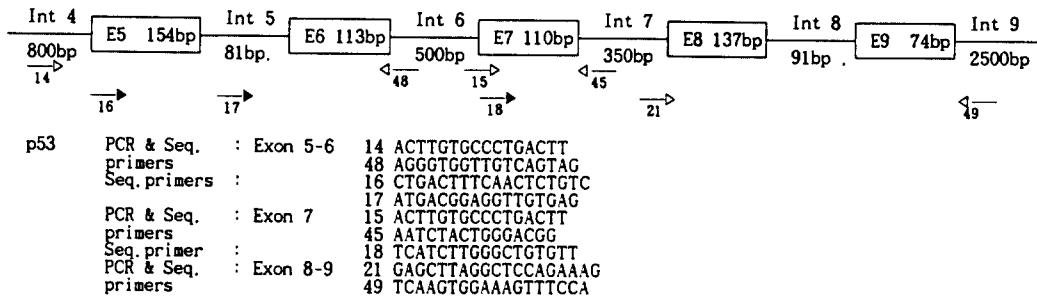 Int 4 Int 5 Int 6 Int 7 Int 8 Int 9
E5 154bp E6 113bp E7 110bp E8 137bp E9 74bp
800bp 81bp. 500bp 350bp 91bp . 2500bp
14 48 15 45
16 17 18 21 49
p53 PCR & Seq. : Exon 5-6 14 ACTTGTGCCCTGACTT
primers 48 AGGGTGGTTGTCAGTAG
Seq.primers : 16 CTGACTTTCAACTCTGTC
17 ATGACGGAGGTTGTGAG
PCR & Seq. : Exon 7 15 ACTTGTGCCCTGACTT
primers 45 AATCTACTGGGACGG
Seq.primer : 18 TCATCTTGGGCTGTGTT
PCR & Seq. : Exon 8-9 21 GAGCTTAGGCTCCAGAAAG
primers 49 TCAAGTGGAAAGTTTCCA